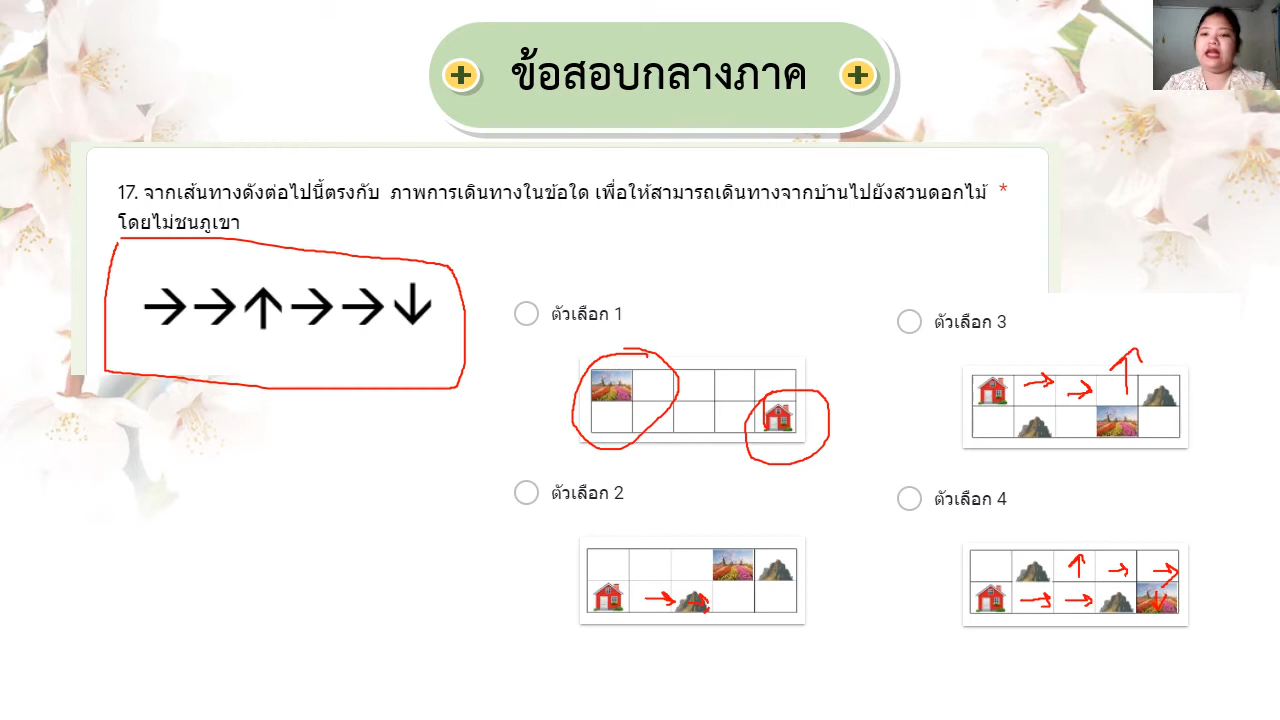 ข้อสอบกลางภาค
17. จากเส้นทางดังต่อไปนี้ตรงกับ ภาพการเดินทางในข้อใด เพื่อให้สามารถเดินทางจากบ้านไปยังสวนดอกไม้ *
โดยไม่ชนภูเขา
→→↑→→↓
ตัวเลือก 1
ตัวเลือก 3
ตัวเลือก 2
ตัวเลือก 4